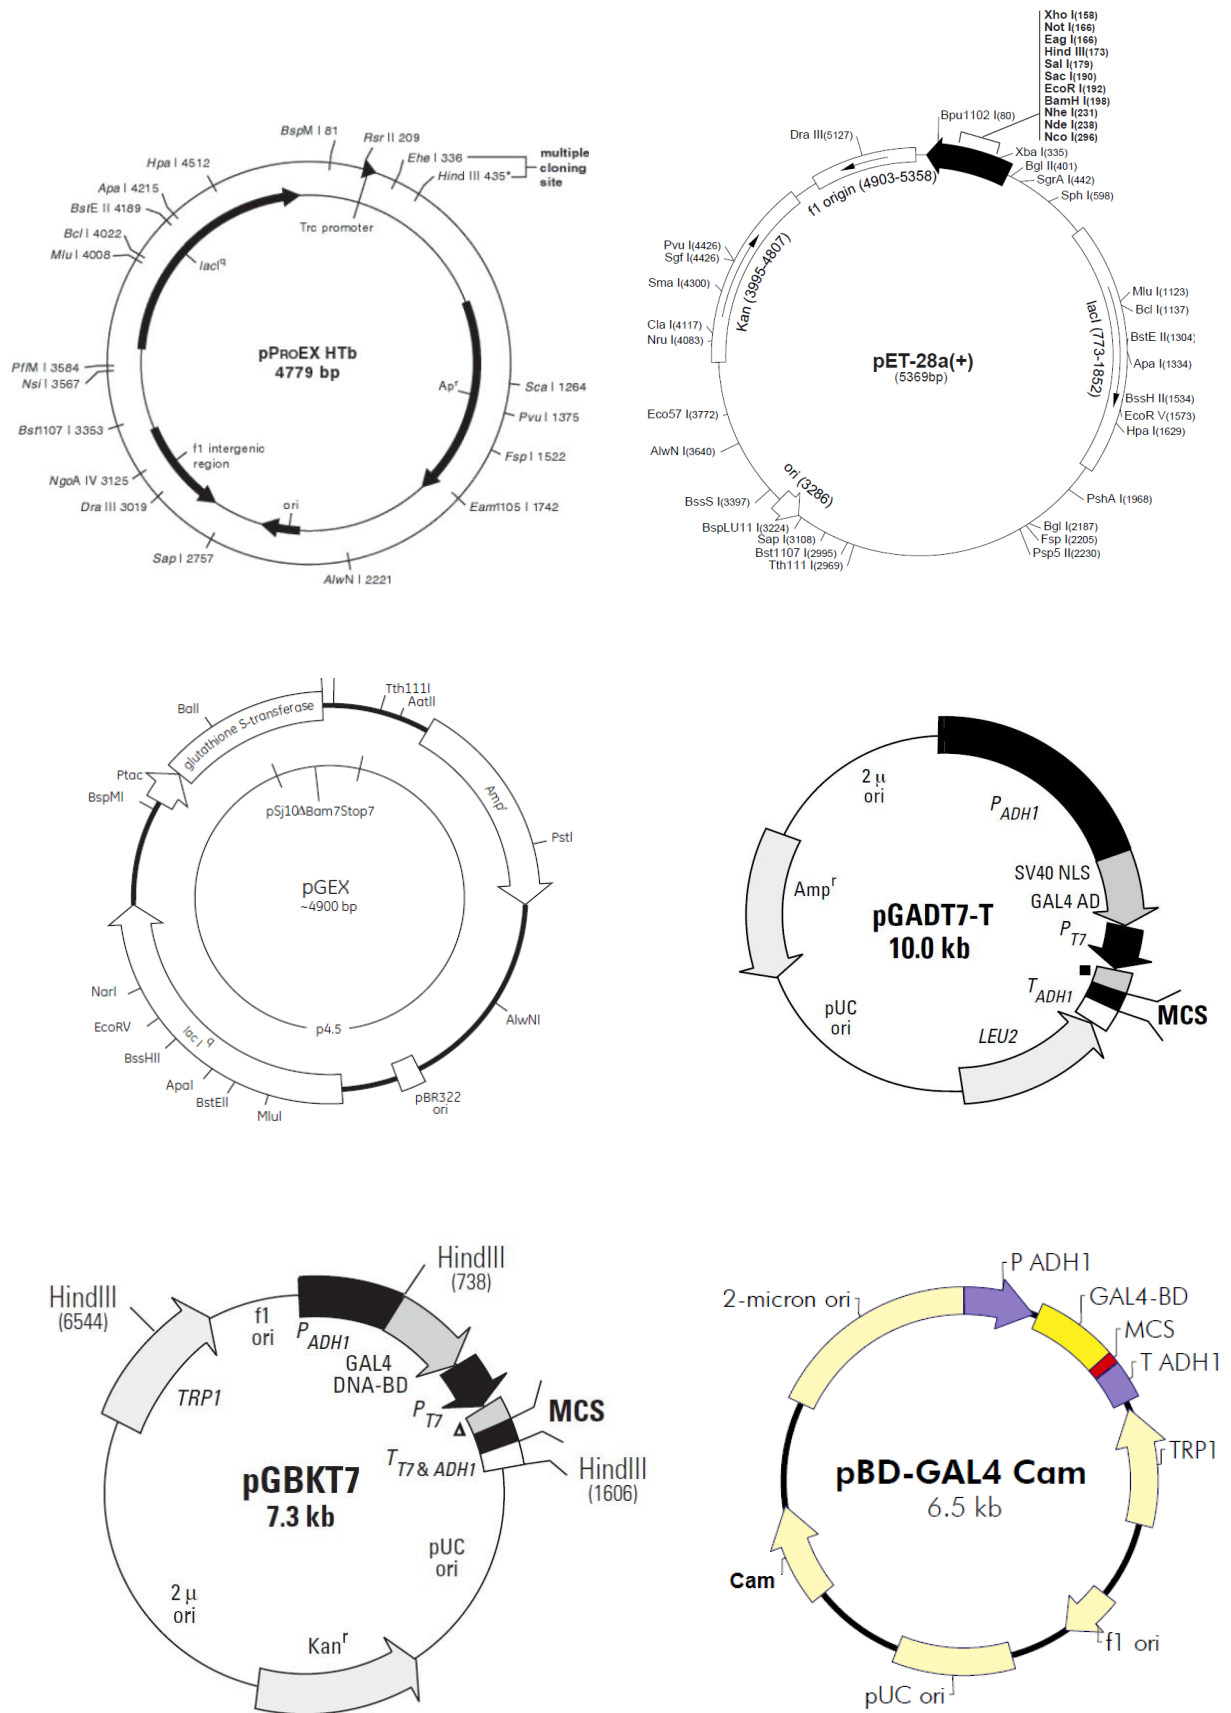 BspM I 81
Rsr II 209
Ehe I 336
Hind III 435*
multiple
cloning
site
Hpa I 4512
Apa I 4215
BstE II 4189
Bcl I 4022
Mlu I 4008
Trc promoter
lacIq
pPROEX HTb
4779 bp
PflM I 3584
Nsi I 3567
Apr
Sca I 1264
Pvu I 1375
Bst1107 I 3353
f1 intergenic
region
Fsp I 1522
NgoA IV 3125
Dra III 3019
ori
Eam1105 I 1742
Sap I 2757
AlwN I 2221
Xho I(158)
Not I(166)
Eag I(166)
Hind III(173)
Sal I(179)
Sac I(190)
EcoR I(192)
BamH I(198)
Nhe I(231)
Nde I(238)
Nco I(296)
Bpu1102 I(80)
Dra III(5127)
Xba I(335)
Bgl II(401)
SgrA I(442)
Sph I(598)
f1 origin (4903-5358)
Pvu I(4426)
Sgf I(4426)
Sma I(4300)
Kan (3995-4807)
Cla I(4117)
Nru I(4083)
Mlu I(1123)
Bcl I(1137)
lacI (773-1852)
BstE II(1304)
Apa I(1334)
pET-28a(+)
(5369bp)
BssH II(1534)
EcoR V(1573)
Hpa I(1629)
Eco57 I(3772)
AlwN I(3640)
ori (3286)
BssS I(3397)
PshA I(1968)
BspLU11 I(3224)
Sap I(3108)
Bst1107 I(2995)
Tth111 I(2969)
Bgl I(2187)
Fsp I(2205)
Psp5 II(2230)
Tth111I
AatII
BalI
glutathione S-transferase
Ptac
BspMI
pSj10ΔBam7Stop7
Ampr
PstI
pGEX
~4900 bp
NarI
EcoRV
BssHII
ApaI
BstEII
MluI
lac Iq
p4.5
AlwNI
pBR322
ori
2 μ
ori
PADH1
SV40 NLS
GAL4 AD
Ampr
pGADT7-T
10.0 kb
PT7
TADH1
MCS
pUC
ori
LEU2
HindIII
(738)
HindIII
(6544)
f1
ori
PADH1
GAL4
DNA-BD
TRP1
PT7
MCS
TT7 & ADH1
HindIII
(1606)
pGBKT7
7.3 kb
pUC
ori
2 μ
ori
Kanr
P ADH1
2-micron ori
GAL4-BD
MCS
T ADH1
TRP1
pBD-GAL4 Cam
6.5 kb
Cam
f1 ori
pUC ori